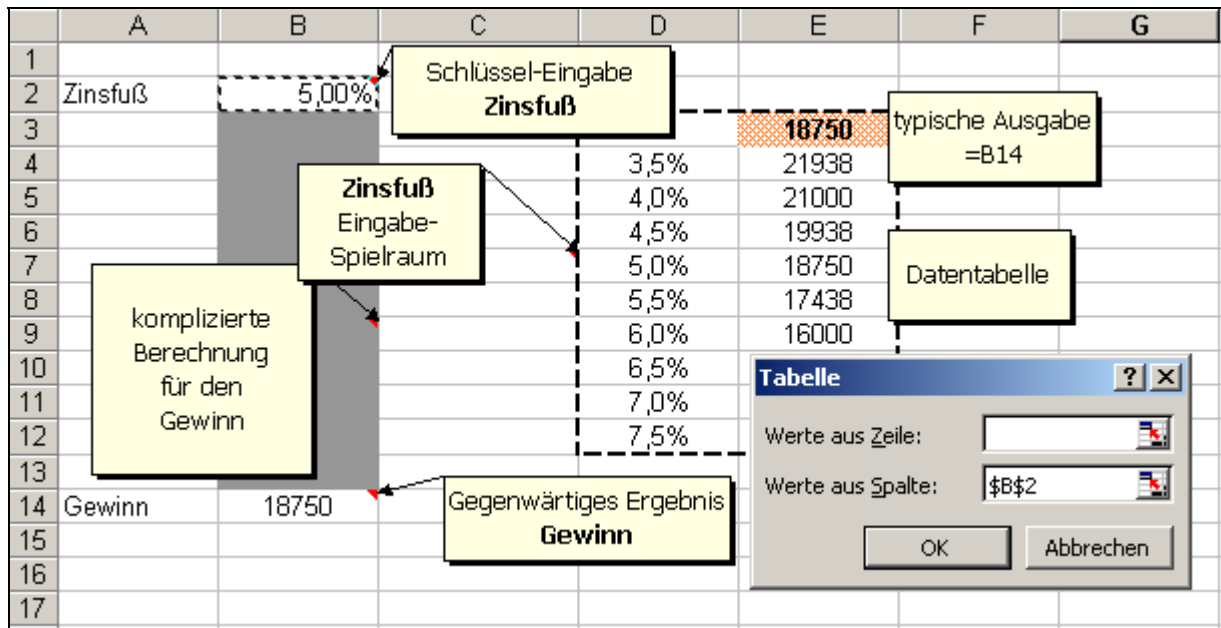 A B C D E F G
1
2 Zinsfuß 5,00%
Schlüssel-Eingabe
Zinsfuß
3 18750
typische Ausgabe
=B14
4 3,5% 21938
5 4,0% 21000
6 4,5% 19938
7 5,0% 18750
8 5,5% 17438
9 6,0% 16000
10 6,5%
11 7,0%
12 7,5%
13
14 Gewinn 18750
15
16
17
Zinsfuß
Eingabe-
Spielraum
Datentabelle
komplizierte
Berechnung
für den
Gewinn
Gegenwärtiges Ergebnis
Gewinn
Tabelle ? X
Werte aus Zeile:
Werte aus Spalte: $B$2
OK Abbrechen